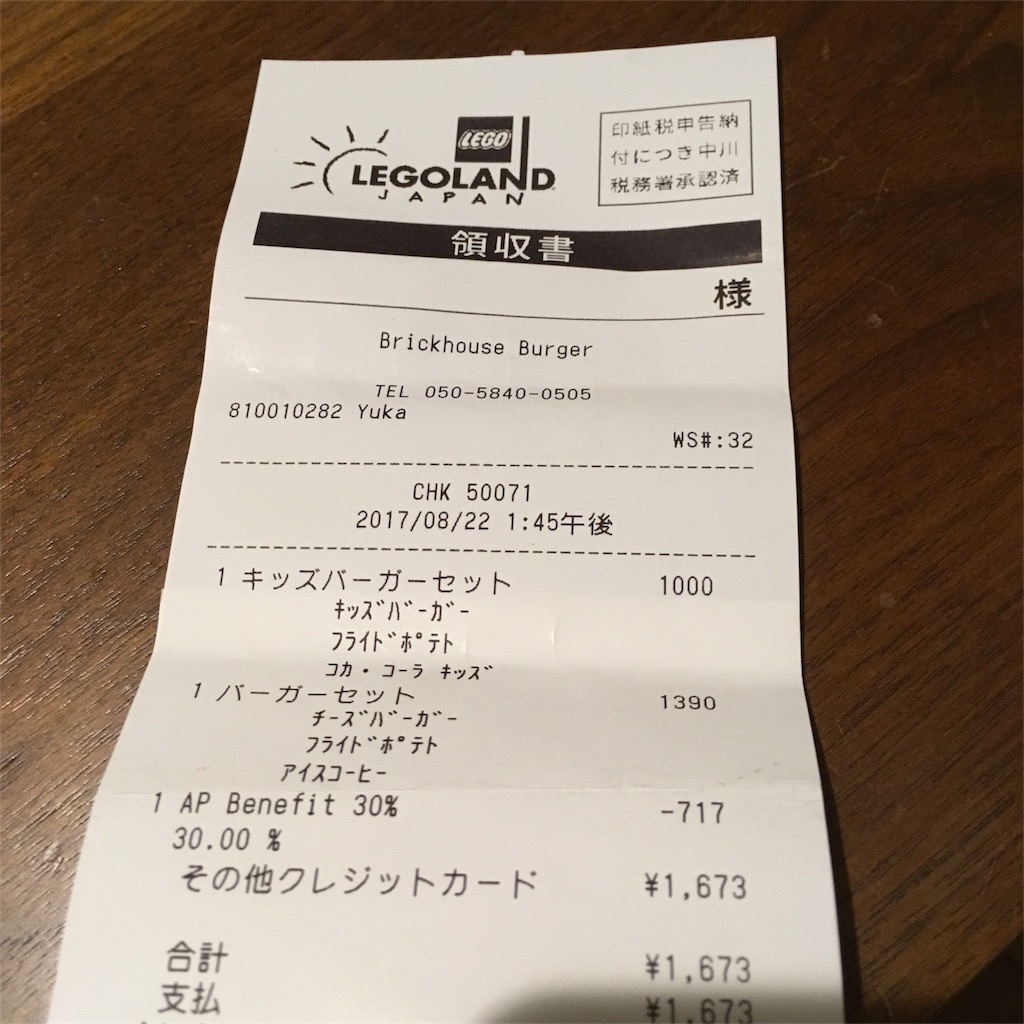 LEGO
LEGOLAND
JAPAN
印紙税申告納
付につき中川
税務署承認済
領収書
様
Brickhouse Burger
TEL 050-5840-0505
810010282 Yuka
WS#:32
CHK 50071
2017/08/22 1:45午後
1 キッズバーガーセット 1000
ｷｯｽﾞﾊﾞｰｶﾞｰ
ﾌﾗｲﾄﾞﾎﾟﾃﾄ
ｺｶ・ｺｰﾗ ｷｯｽﾞ
1 バーガーセット 1390
ﾁｰｽﾞﾊﾞｰｶﾞｰ
ﾌﾗｲﾄﾞﾎﾟﾃﾄ
ｱｲｽｺｰﾋｰ
1 AP Benefit 30% -717
30.00 %
その他クレジットカード ¥1,673
合計 ¥1,673
支払 ¥1,673